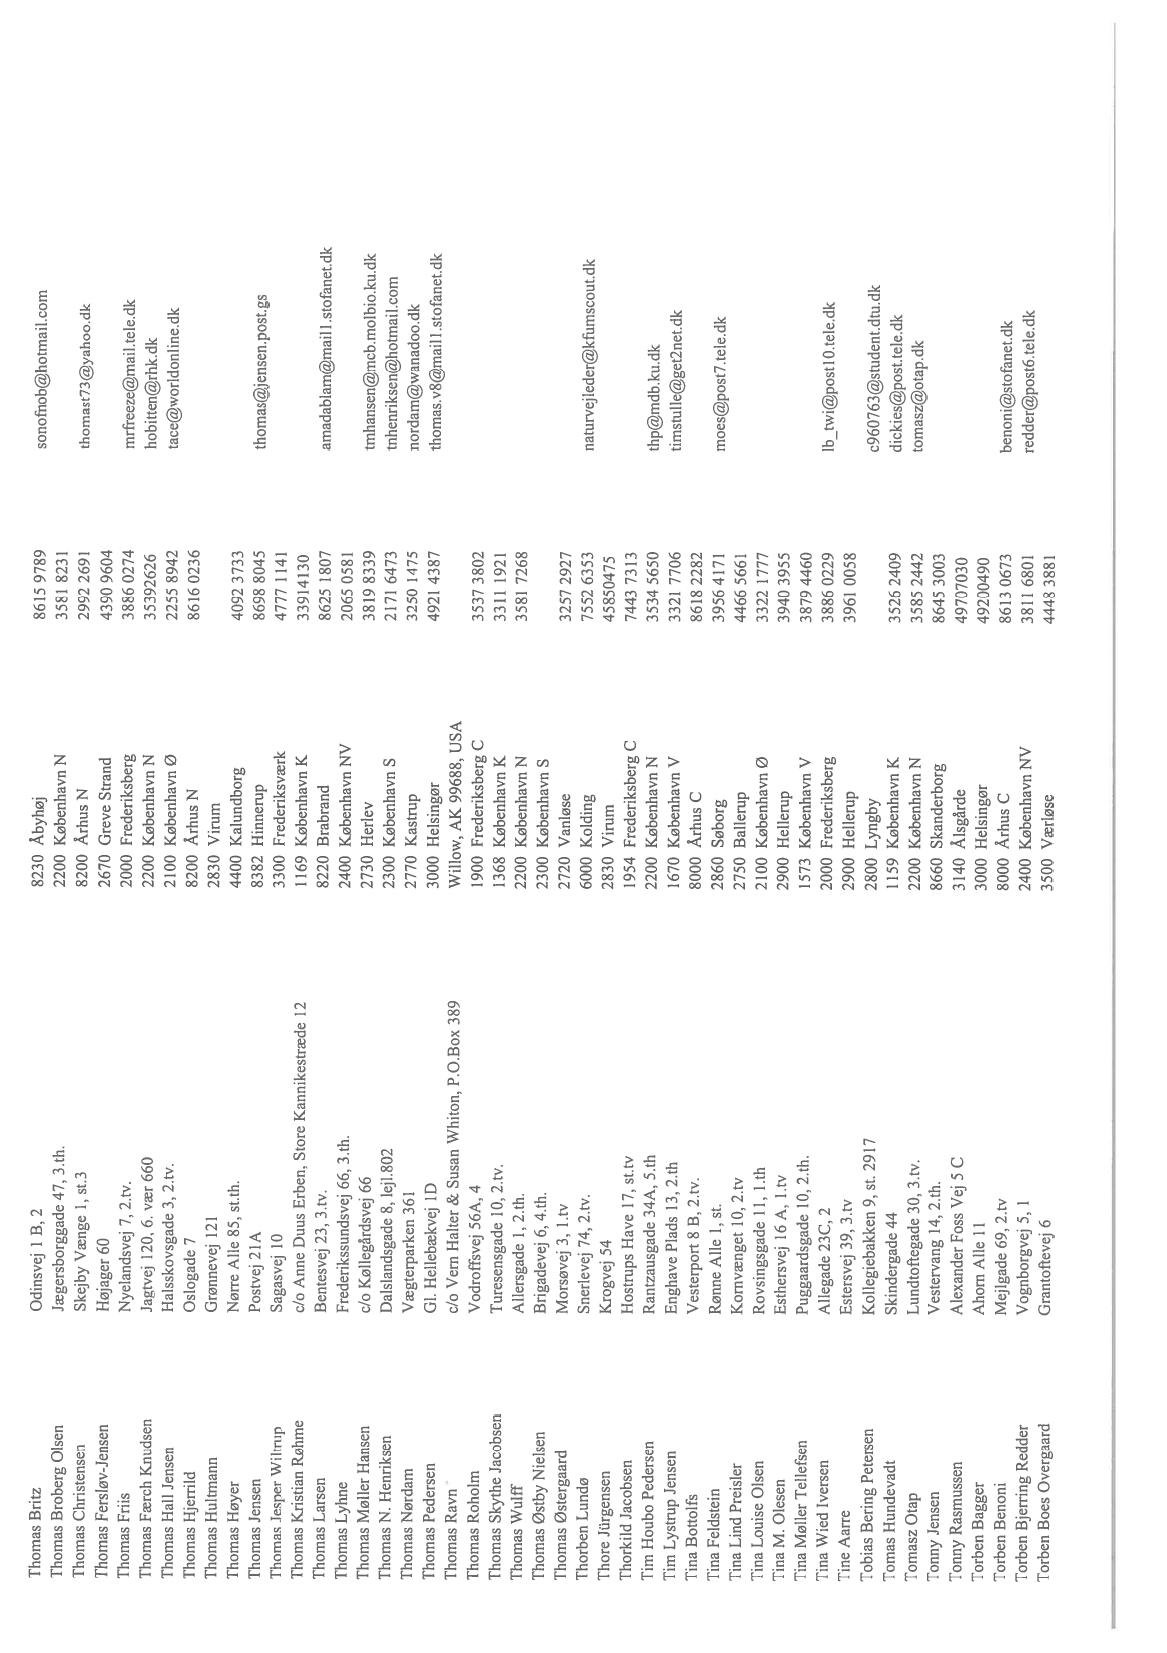 Thomas Britz Odinsvej 1 B, 2 8230 Åbyhøj 8615 9789 sonofnob@hotmail.com
Thomas Broberg Olsen Jægersborggade 47, 3.th. 2200 København N 3581 8231
Thomas Christensen Skejby Vænge 1, st.3 8200 Århus N 2992 2691 thomast73@yahoo.dk
Thomas Fersløv-Jensen Højager 60 2670 Greve Strand 4390 9604
Thomas Friis Nyelandsvej 7, 2.tv. 2000 Frederiksberg 3886 0274 mrfreeze@mail.tele.dk
Thomas Færch Knudsen Jagtvej 120, 6. vær 660 2200 København N 35392626 hobitten@rhk.dk
Thomas Hall Jensen Halsskovsgade 3, 2.tv. 2100 København Ø 2255 8942 tace@worldonline.dk
Thomas Hjerrild Oslogade 7 8200 Århus N 8616 0236
Thomas Hultmann Grønnevej 121 2830 Virum
Thomas Høyer Nørre Alle 85, st.th. 4400 Kalundborg 4092 3733
Thomas Jensen Postvej 21A 8382 Hinnerup 8698 8045 thomas@jensen.post.gs
Thomas Jesper Wiltrup Sagasvej 10 3300 Frederiksværk 4777 1141
Thomas Kristian Røhme c/o Anne Duus Erben, Store Kannikestræde 12 1169 København K 33914130
Thomas Larsen Bentesvej 23, 3.tv. 8220 Brabrand 8625 1807 amadablam@mail1.stofanet.dk
Thomas Lyhne Frederikssundsvej 66, 3.th. 2400 København NV 2065 0581
Thomas Møller Hansen c/o Køllegårdsvej 66 2730 Herlev 3819 8339 tmhansen@mcb.molbio.ku.dk
Thomas N. Henriksen Dalslandsgade 8, lejl.802 2300 København S 2171 6473 tnhenriksen@hotmail.com
Thomas Nørdam Vægterparken 361 2770 Kastrup 3250 1475 nordam@wanadoo.dk
Thomas Pedersen Gl. Hellebækvej 1D 3000 Helsingør 4921 4387 thomas.v8@mail1.stofanet.dk
Thomas Ravn c/o Vern Halter & Susan Whiton, P.O.Box 389 Willow, AK 99688, USA
Thomas Roholm Vodroffsvej 56A, 4 1900 Frederiksberg C 3537 3802
Thomas Skythe Jacobsen Turesensgade 10, 2.tv. 1368 København K 3311 1921
Thomas Wulff Allersgade 1, 2.th. 2200 København N 3581 7268
Thomas Østby Nielsen Brigadevej 6, 4.th. 2300 København S
Thomas Østergaard Morsøvej 3, 1.tv 2720 Vanløse 3257 2927
Thorben Lundø Snerlevej 74, 2.tv. 6000 Kolding 7552 6353 naturvejleder@kfumscout.dk
Thore Jürgensen Krogvej 54 2830 Virum 45850475
Thorkild Jacobsen Hostrups Have 17, st.tv 1954 Frederiksberg C 7443 7313
Tim Houbo Pedersen Rantzausgade 34A, 5.th 2200 København N 3534 5650 thp@mdb.ku.dk
Tim Lystrup Jensen Enghave Plads 13, 2.th 1670 København V 3321 7706 timstulle@get2net.dk
Tina Bottolfs Vesterport 8 B, 2.tv. 8000 Århus C 8618 2282
Tina Feldstein Rønne Alle 1, st. 2860 Søborg 3956 4171 moes@post7.tele.dk
Tina Lind Preisler Kornvænget 10, 2.tv 2750 Ballerup 4466 5661
Tina Louise Olsen Rovsingsgade 11, 1.th 2100 København Ø 3322 1777
Tina M. Olesen Esthersvej 16 A, 1.tv 2900 Hellerup 3940 3955
Tina Møller Tellefsen Puggaardsgade 10, 2.th. 1573 København V 3879 4460
Tina Wied Iversen Allegade 23C, 2 2000 Frederiksberg 3886 0229 lb_twi@post10.tele.dk
Tine Aarre Estersvej 39, 3.tv 2900 Hellerup 3961 0058
Tobias Bering Petersen Kollegiebakken 9, st. 2917 2800 Lyngby c960763@student.dtu.dk
Tomas Hundevadt Skindergade 44 1159 København K 3526 2409 dickies@post.tele.dk
Tomasz Otap Lundtoftegade 30, 3.tv. 2200 København N 3585 2442 tomasz@otap.dk
Tonny Jensen Vestervang 14, 2.th. 8660 Skanderborg 8645 3003
Tonny Rasmussen Alexander Foss Vej 5 C 3140 Ålsgårde 49707030
Torben Bagger Ahorn Alle 11 3000 Helsingør 49200490
Torben Benoni Mejlgade 69, 2.tv 8000 Århus C 8613 0673 benoni@stofanet.dk
Torben Bjerring Redder Vognborgvej 5, 1 2400 København NV 3811 6801 redder@post6.tele.dk
Torben Boes Overgaard Grantoftevej 6 3500 Værløse 4448 3881